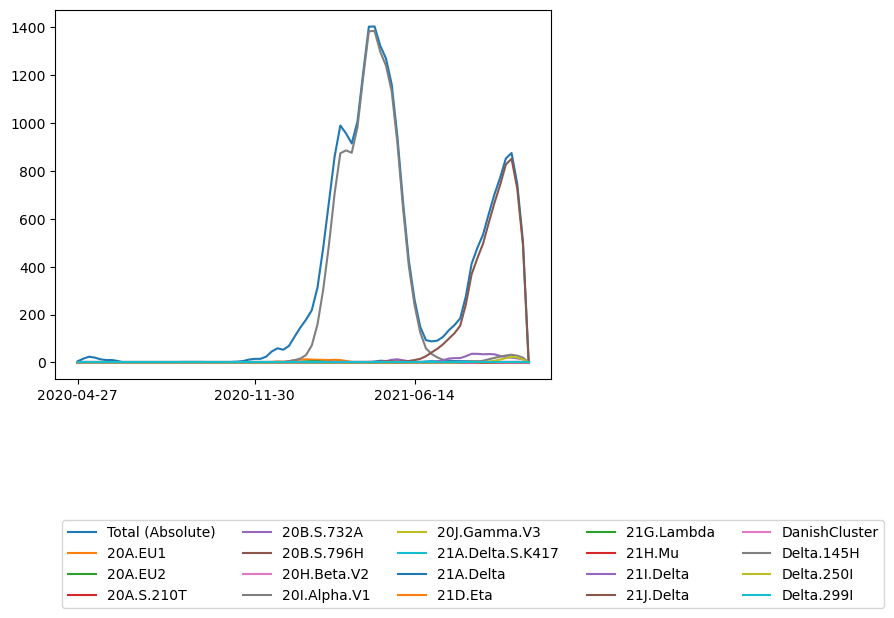 1400
1200
1000
800
600
400
200
0
2020-04-27 2020-11-30 2021-06-14
Total (Absolute) 20B.S.732A 20J.Gamma.V3 21G.Lambda DanishCluster
20A.EU1 20B.S.796H 21A.Delta.S.K417 21H.Mu Delta.145H
20A.EU2 20H.Beta.V2 21A.Delta 21I.Delta Delta.250I
20A.S.210T 20I.Alpha.V1 21D.Eta 21J.Delta Delta.299I